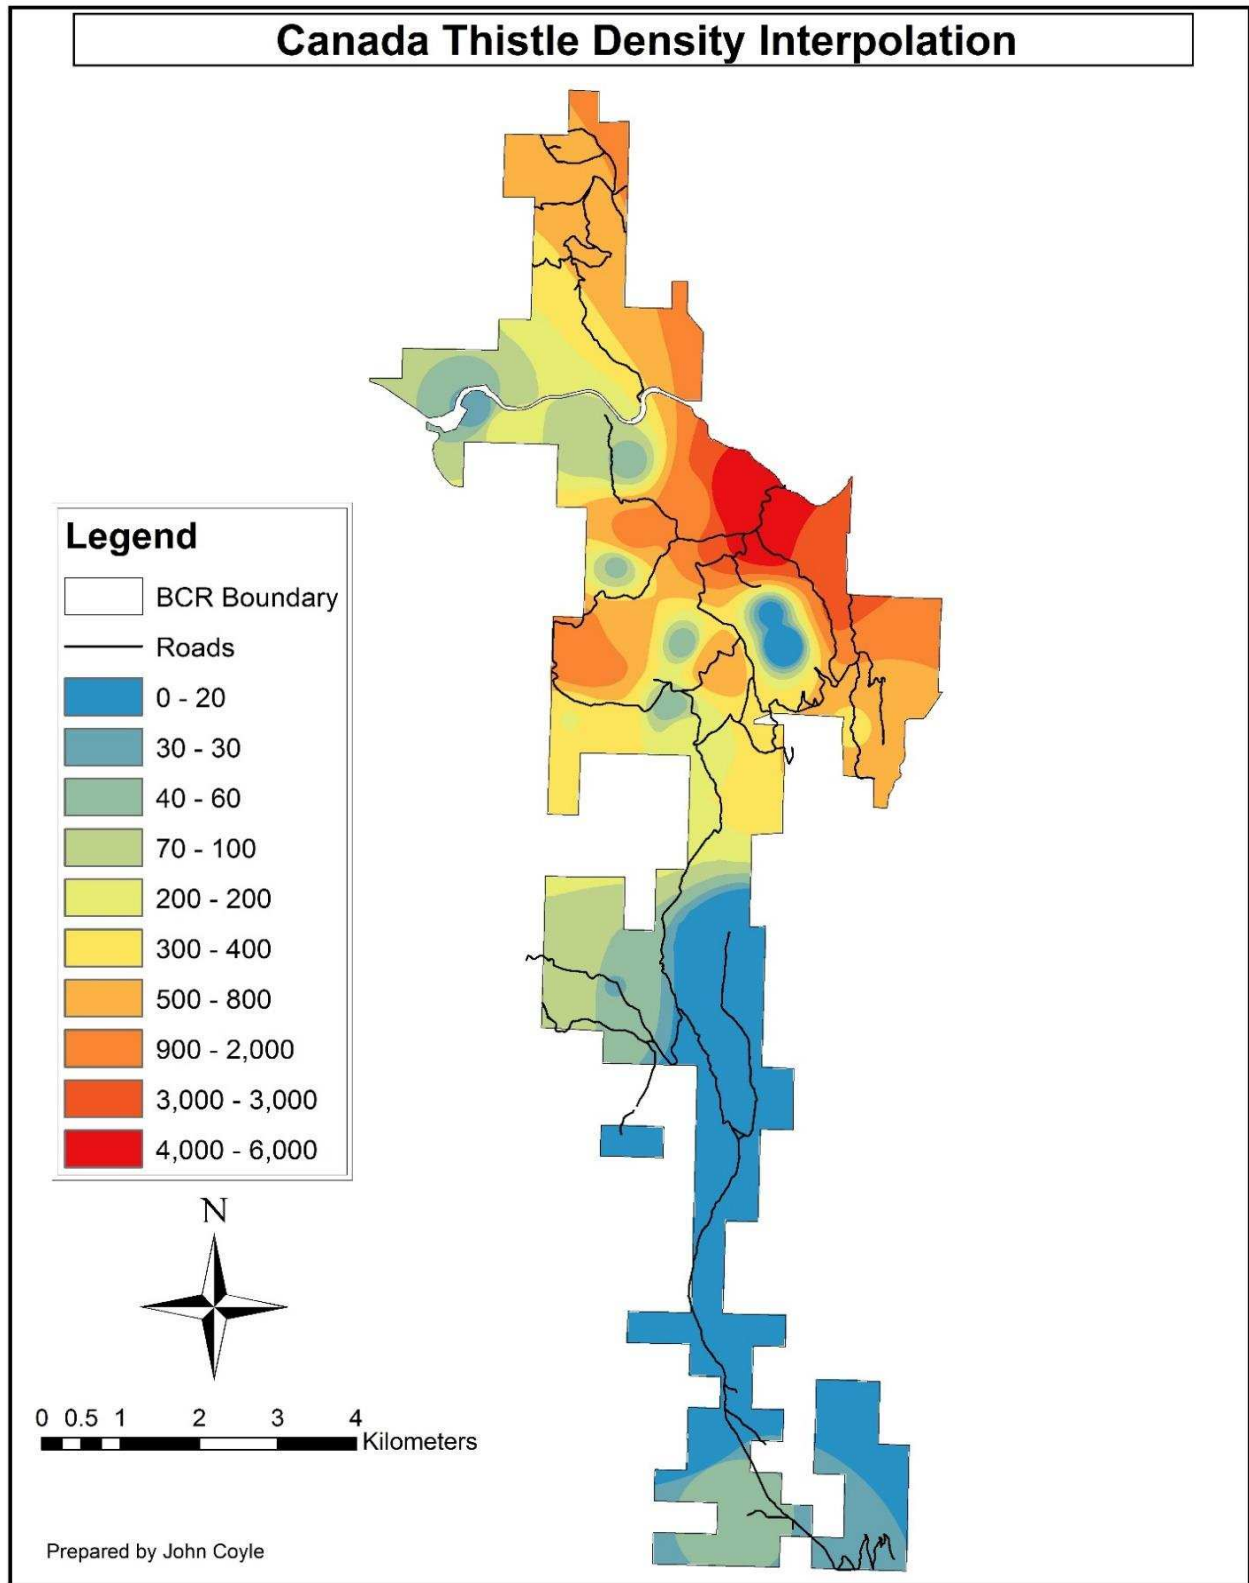 Canada Thistle Density Interpolation
Legend
BCR Boundary
Roads
0 - 20
30 - 30
40 - 60
70 - 100
200 - 200
300 - 400
500 - 800
900 - 2,000
3,000 - 3,000
4,000 - 6,000
N
0 0.5 1 2 3 4
Kilometers
Prepared by John Coyle